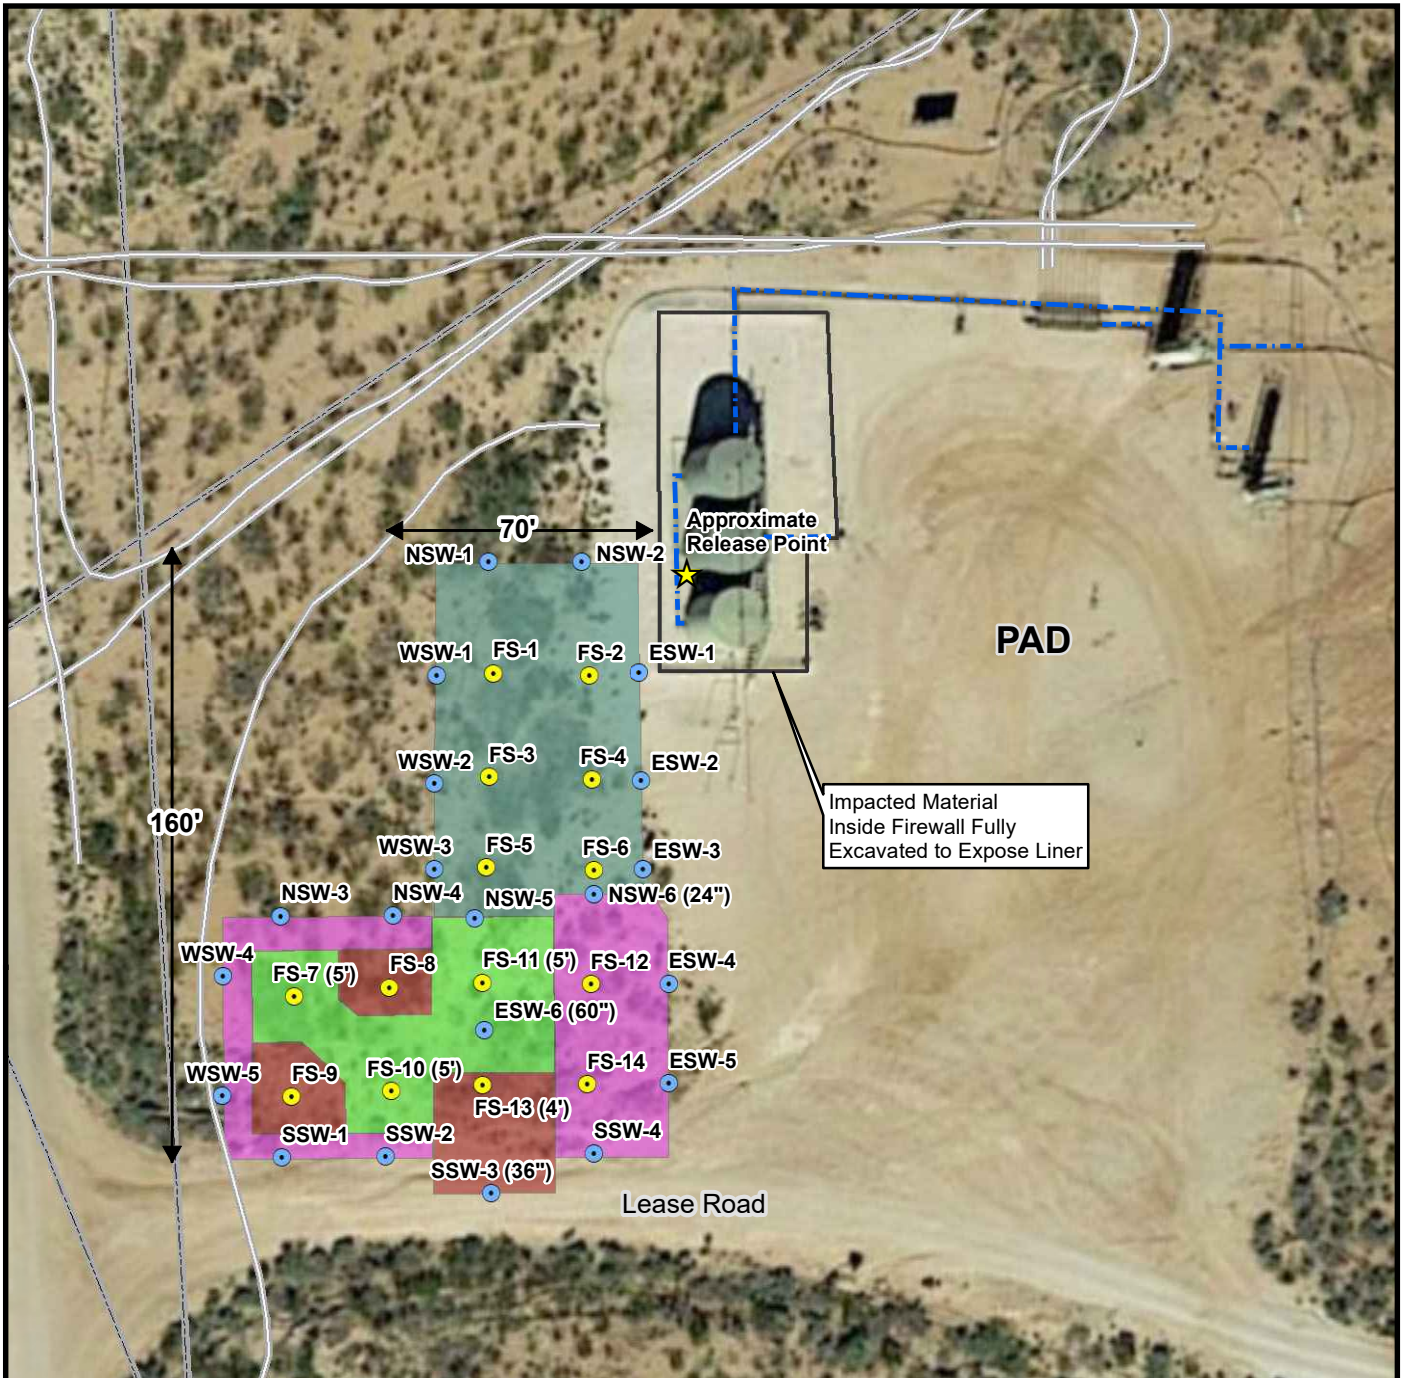 Approximate
Release Point
70'
NSW-1
NSW-2
WSW-1
FS-1
FS-2
ESW-1
PAD
WSW-2
FS-3
FS-4
ESW-2
Impacted Material
Inside Firewall Fully
Excavated to Expose Liner
160'
WSW-3
FS-5
FS-6
ESW-3
NSW-3
NSW-4
NSW-5
NSW-6 (24")
WSW-4
FS-7 (5')
FS-8
FS-11 (5')
FS-12
ESW-4
ESW-6 (60")
WSW-5
FS-9
FS-10 (5')
FS-13 (4')
FS-14
ESW-5
SSW-1
SSW-2
SSW-3 (36")
SSW-4
Lease Road